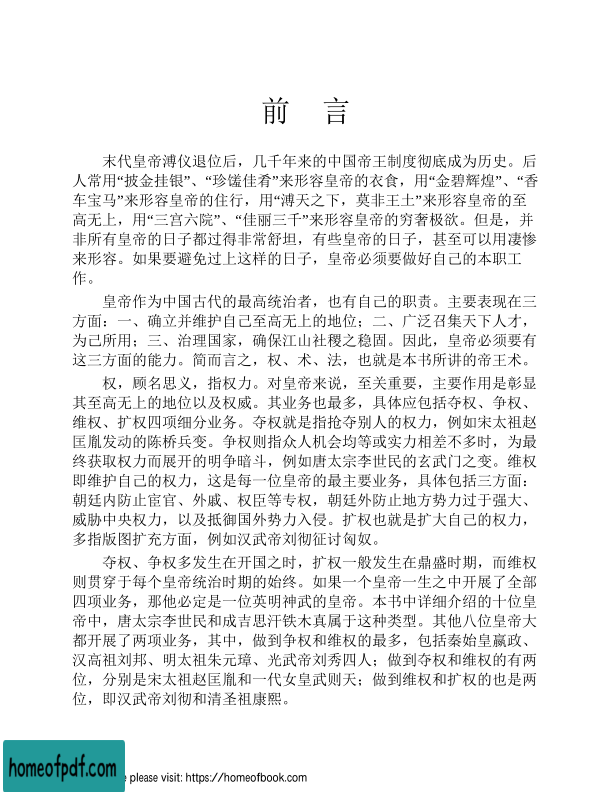 前 言
末代皇帝溥仪退位后，几千年来的中国帝王制度彻底成为历史。后
人常用“披金挂银”、“珍馐佳肴”来形容皇帝的衣食，用“金碧辉煌”、“香
车宝马”来形容皇帝的住行，用“溥天之下，莫非王土”来形容皇帝的至
高无上，用“三宫六院”、“佳丽三千”来形容皇帝的穷奢极欲。但是，并
非所有皇帝的日子都过得非常舒坦，有些皇帝的日子，甚至可以用凄惨
来形容。如果要避免过上这样的日子，皇帝必须要做好自己的本职工
作。
皇帝作为中国古代的最高统治者，也有自己的职责。主要表现在三
方面：一、确立并维护自己至高无上的地位；二、广泛召集天下人才，
为己所用；三、治理国家，确保江山社稷之稳固。因此，皇帝必须要有
这三方面的能力。简而言之，权、术、法，也就是本书所讲的帝王术。
权，顾名思义，指权力。对皇帝来说，至关重要，主要作用是彰显
其至高无上的地位以及权威。其业务也最多，具体应包括夺权、争权、
维权、扩权四项细分业务。夺权就是指抢夺别人的权力，例如宋太祖赵
匡胤发动的陈桥兵变。争权则指众人机会均等或实力相差不多时，为最
终获取权力而展开的明争暗斗，例如唐太宗李世民的玄武门之变。维权
即维护自己的权力，这是每一位皇帝的最主要业务，具体包括三方面：
朝廷内防止宦官、外戚、权臣等专权，朝廷外防止地方势力过于强大、
威胁中央权力，以及抵御国外势力入侵。扩权也就是扩大自己的权力，
多指版图扩充方面，例如汉武帝刘彻征讨匈奴。
夺权、争权多发生在开国之时，扩权一般发生在鼎盛时期，而维权
则贯穿于每个皇帝统治时期的始终。如果一个皇帝一生之中开展了全部
四项业务，那他必定是一位英明神武的皇帝。本书中详细介绍的十位皇
帝中，唐太宗李世民和成吉思汗铁木真属于这种类型。其他八位皇帝大
都开展了两项业务，其中，做到争权和维权的最多，包括秦始皇嬴政、
汉高祖刘邦、明太祖朱元璋、光武帝刘秀四人；做到夺权和维权的有两
位，分别是宋太祖赵匡胤和一代女皇武则天；做到维权和扩权的也是两
位，即汉武帝刘彻和清圣祖康熙。
homeofpdf.com
please visit: https://homeofbook.com